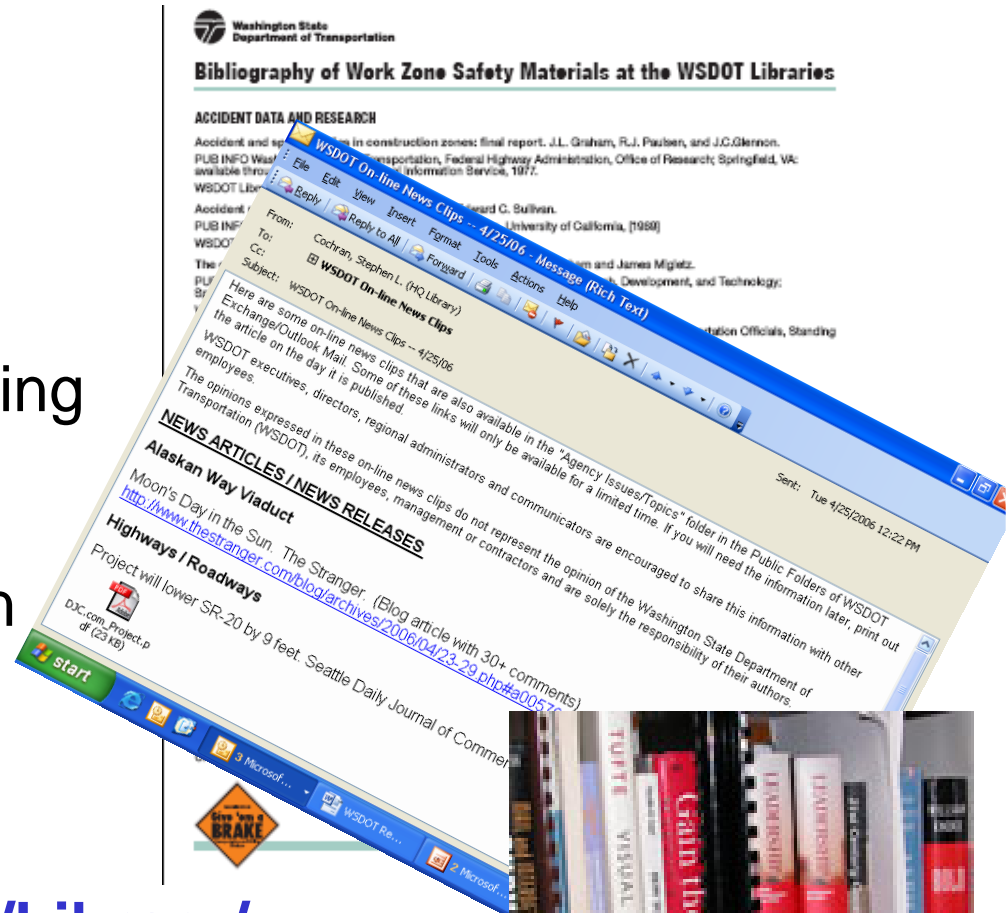 Washington State
Department of Transportation
Bibliography of Work Zone Safety Materials at the WSDOT Libraries
ACCIDENT DATA AND RESEARCH
Accident and in construction zones: final report. J.L. Graham, R.J. Paulsen, and J.C.Glennon.
PUB INFO Transportation, Federal Highway Administration, Office of Research; Springfield, VA:
available Information Service, 1977.
WSDOT
Accident Edward C. Sullivan.
PUB INF University of California, [1989]
WSDOT
The and James Migletz.
Development, and Technology;
Officials, Standing
WSDOT On-line News Clips -- 4/25/06 - Message (Rich Text)
File Edit View Insert Format Tools Actions Help
Reply Reply to All Forward
From: Cochran, Stephen L. (HQ Library)
Sent: Tue 4/25/2006 12:22 PM
To: WSDOT On-line News Clips
Cc:
Subject: WSDOT On-line News Clips -- 4/25/06
Here are some on-line news clips that are also available in the "Agency Issues/Topics" folder in the Public Folders of WSDOT
Exchange/Outlook Mail. Some of these links will only be available for a limited time. If you will need the information later, print out
the article on the day it is published.
WSDOT executives, directors, regional administrators and communicators are encouraged to share this information with other
employees.
The opinions expressed in these on-line news clips do not represent the opinion of the Washington State Department of
Transportation (WSDOT), its employees, management or contractors and are solely the responsibility of their authors.
NEWS ARTICLES / NEWS RELEASES
Alaskan Way Viaduct
Moon's Day in the Sun. The Stranger. (Blog article with 30+ comments)
http://www.thestranger.com/blog/archives/2006/04/23-29.php#a0057
Highways / Roadways
Project will lower SR-20 by 9 feet. Seattle Daily Journal of Commer
DJC.com_Project.p
df (23 KB)
start
3 Microsof...
WSDOT Re...
2 Microsof...
ing
n
Give 'em a
BRAKE
TUFTE
VISUAL
Gain the
LEADERSHIP
LEADERSHIP
BOLD
/Library/